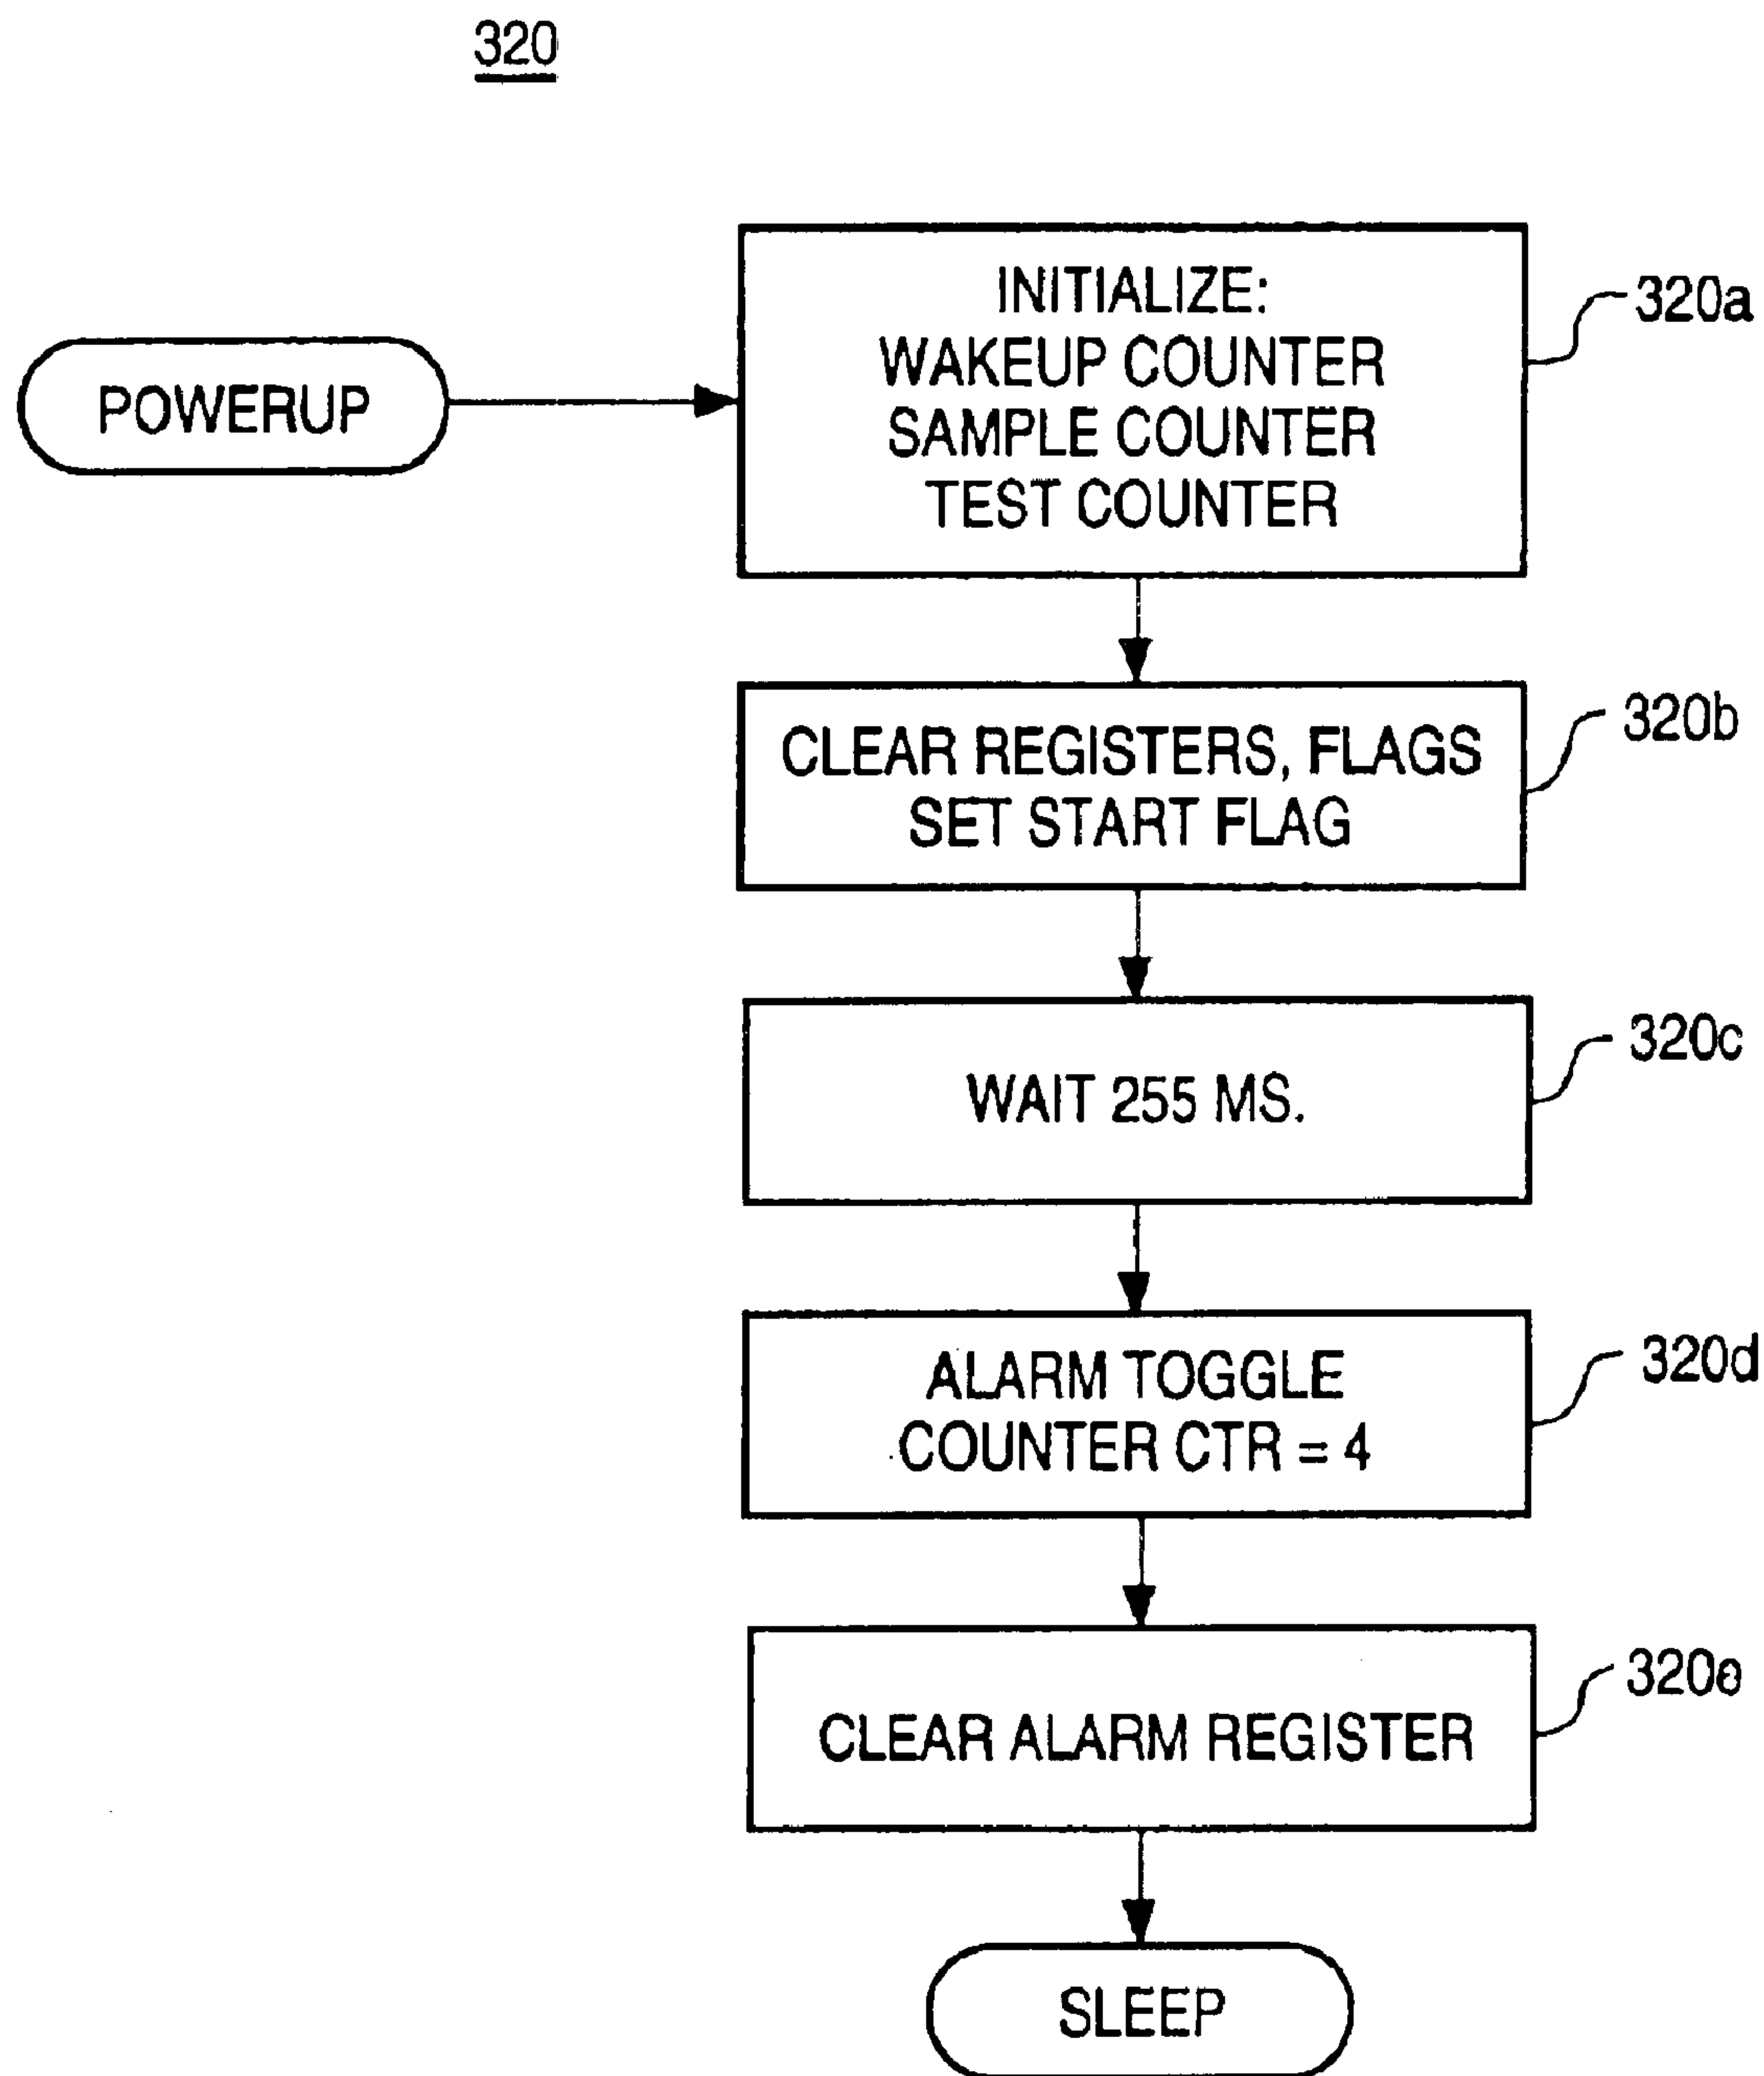 320
POWERUP
INITIALIZE:
WAKEUP COUNTER
SAMPLE COUNTER
TEST COUNTER
320a
CLEAR REGISTERS, FLAGS
SET START FLAG
320b
WAIT 255 MS.
320c
ALARM TOGGLE
COUNTER CTR = 4
320d
CLEAR ALARM REGISTER
320e
SLEEP